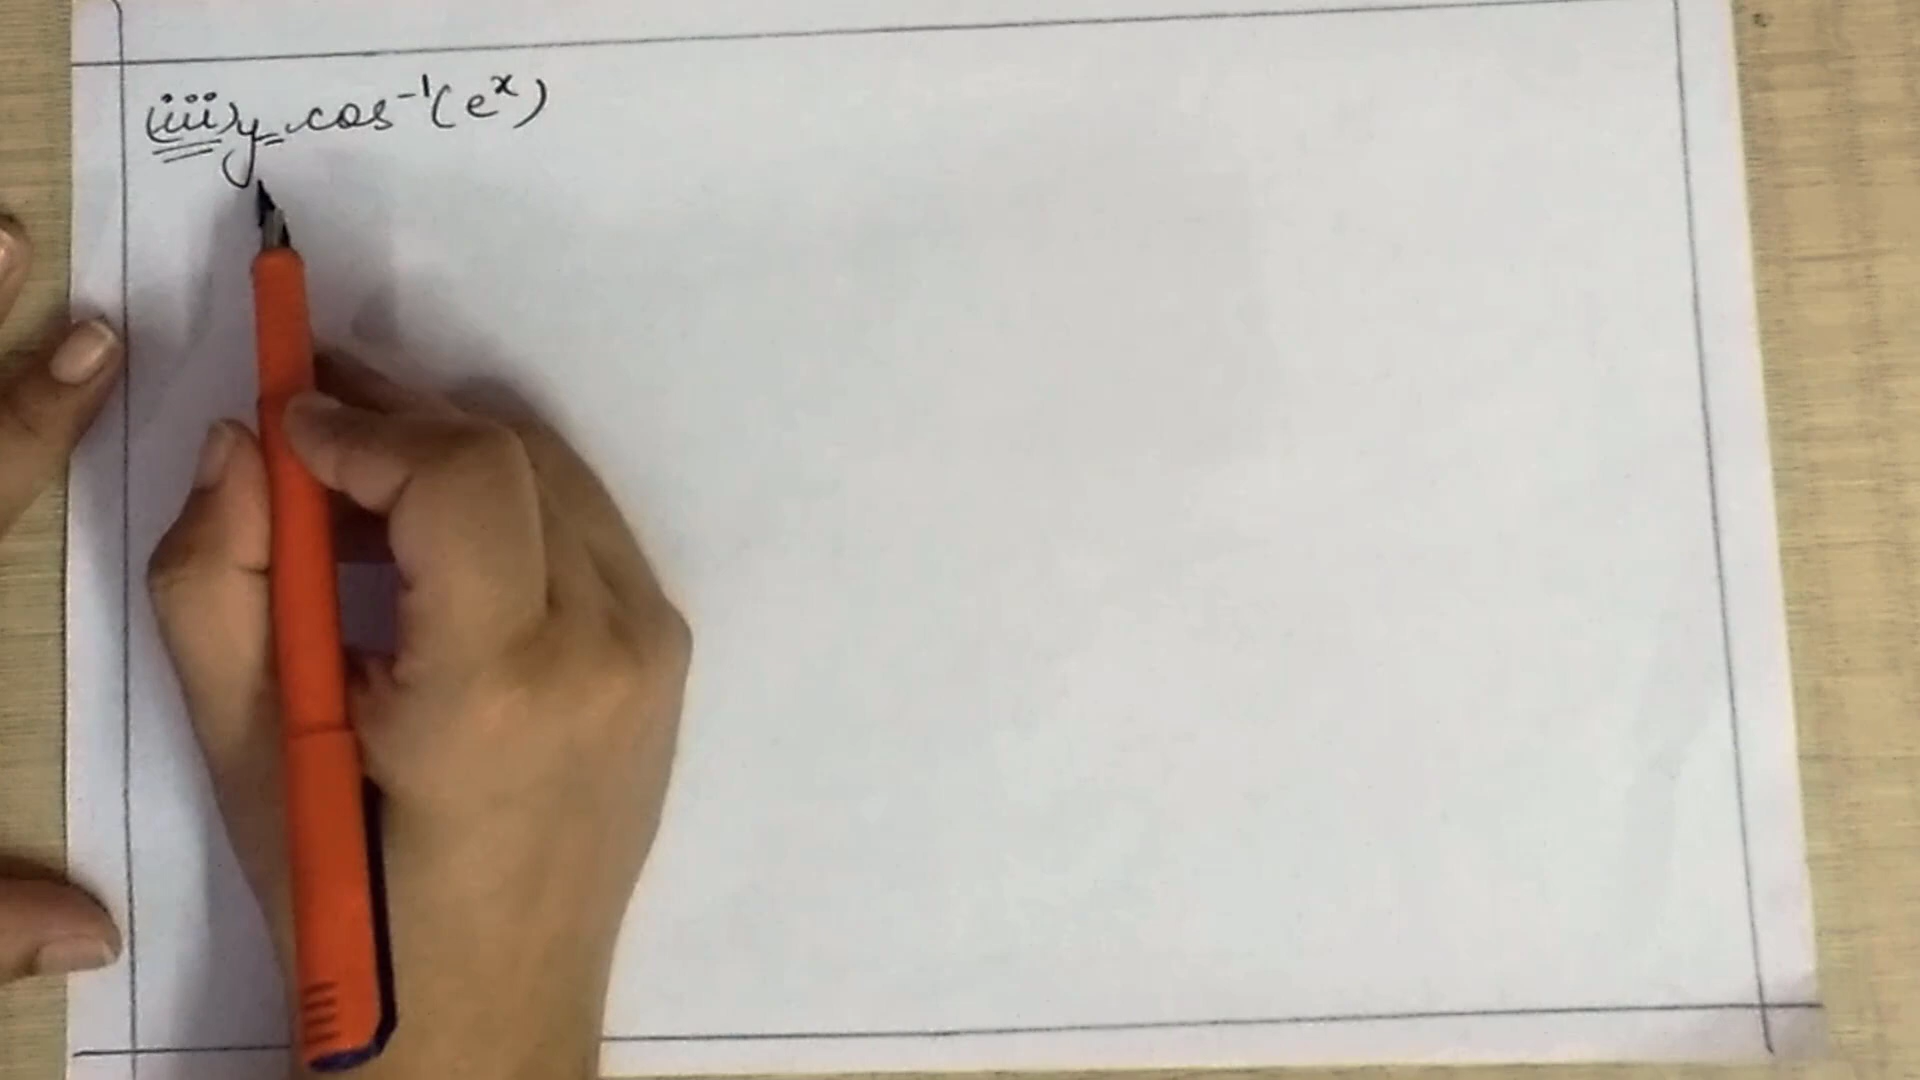 (iii) y = cos⁻¹(eˣ)